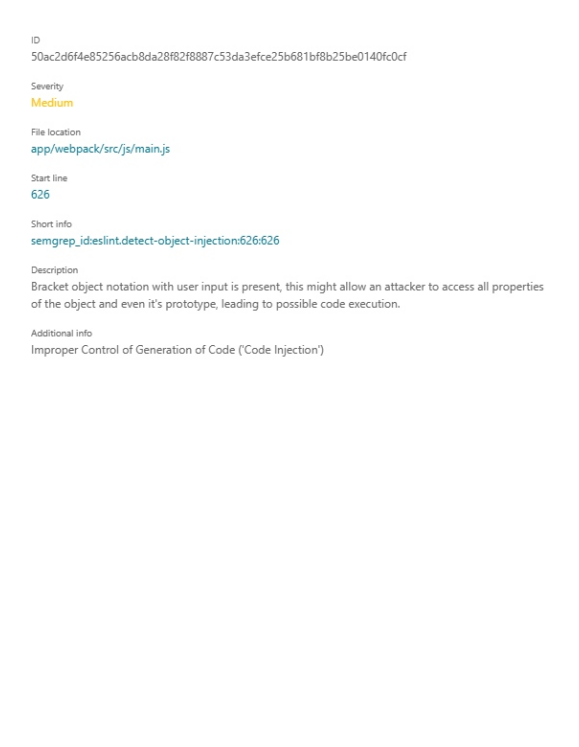 ID
50ac2d6f4e85256acb8da28f82f8887c53da3efce25b681bf8b25be0140fc0cf
Severity
Medium
File location
app/webpack/src/js/main.js
Start line
626
Short info
semgrep_id:eslint.detect-object-injection:626:626
Description
Bracket object notation with user input is present, this might allow an attacker to access all properties
of the object and even it's prototype, leading to possible code execution.
Additional info
Improper Control of Generation of Code ('Code Injection')